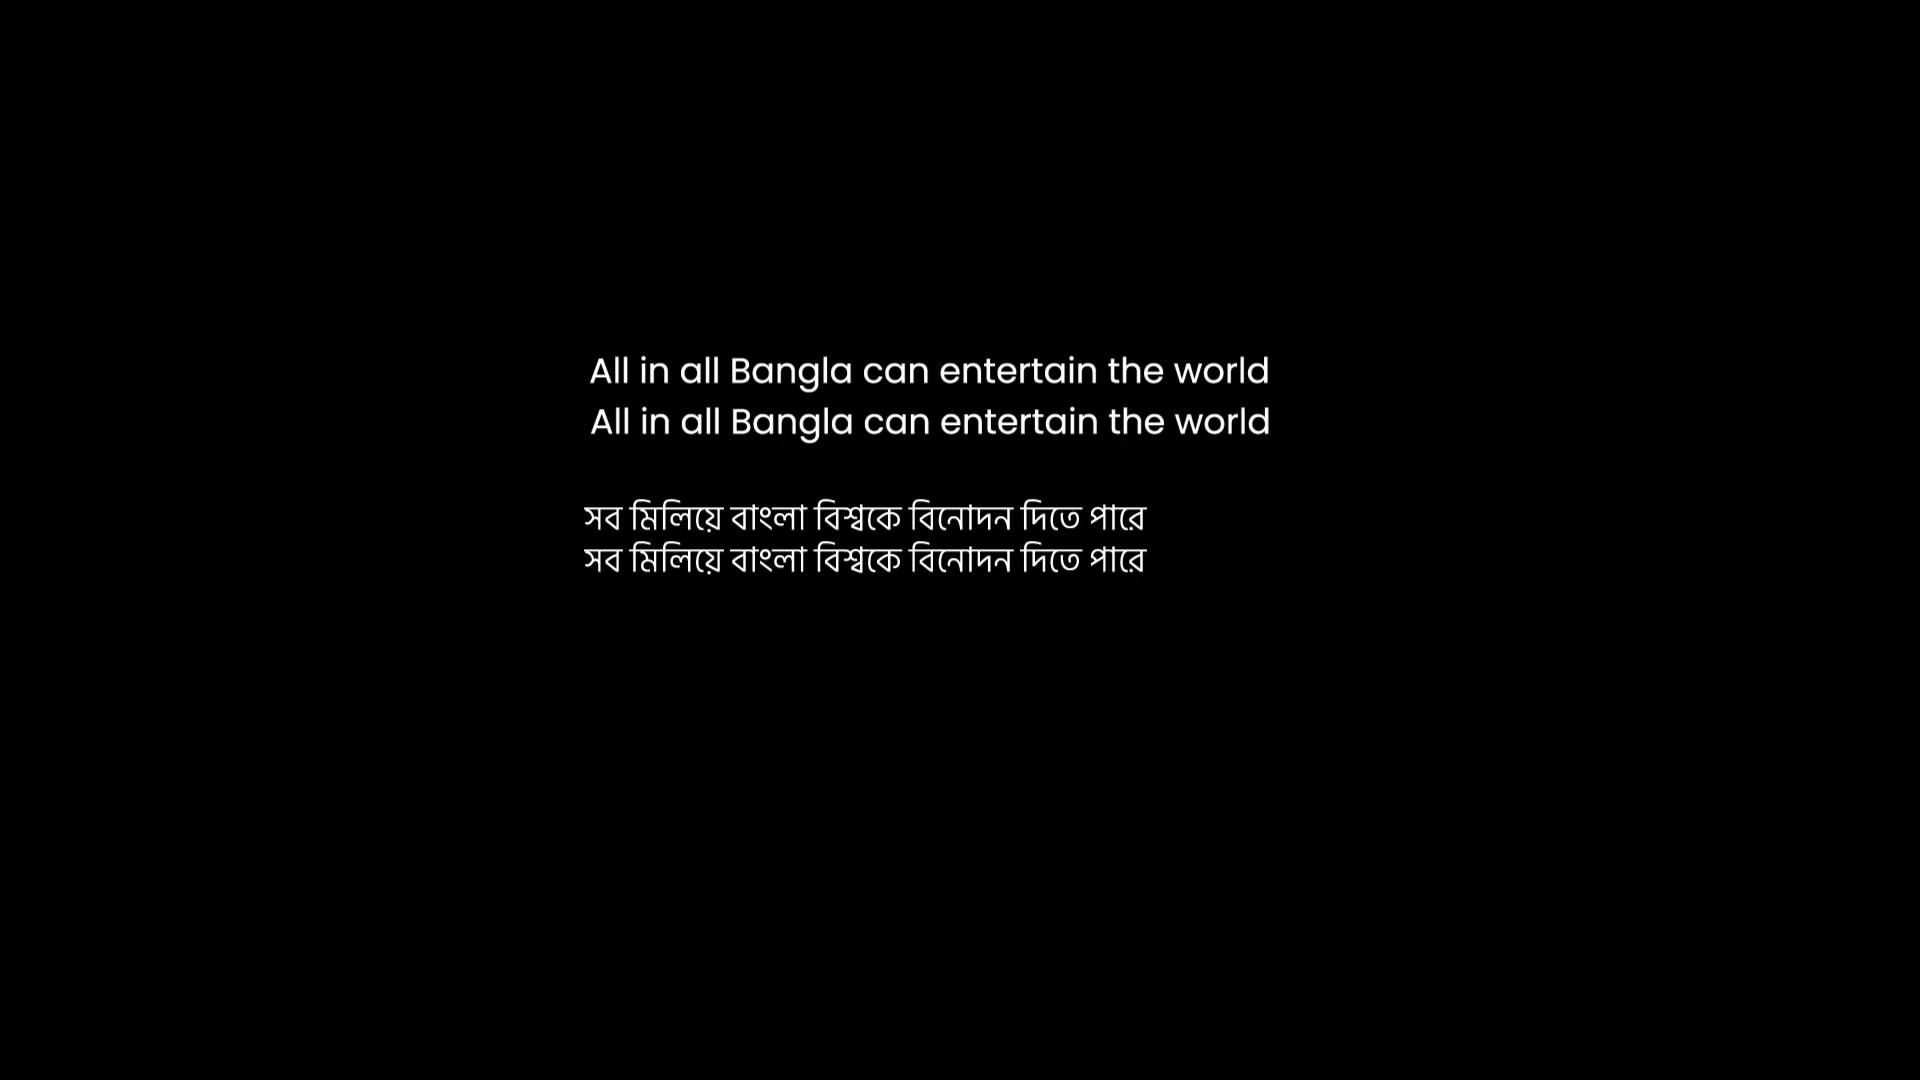 All in all Bangla can entertain the world
All in all Bangla can entertain the world
সব মিলিয়ে বাংলা বিশ্বকে বিনোদন দিতে পারে
সব মিলিয়ে বাংলা বিশ্বকে বিনোদন দিতে পারে